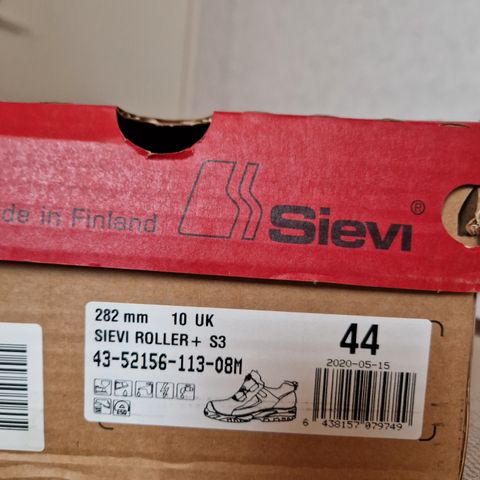 de in Finland
Sievi ®
282 mm 10 UK
SIEVI ROLLER+ S3
43-52156-113-08M
44
2020-05-15
6 438157 079749